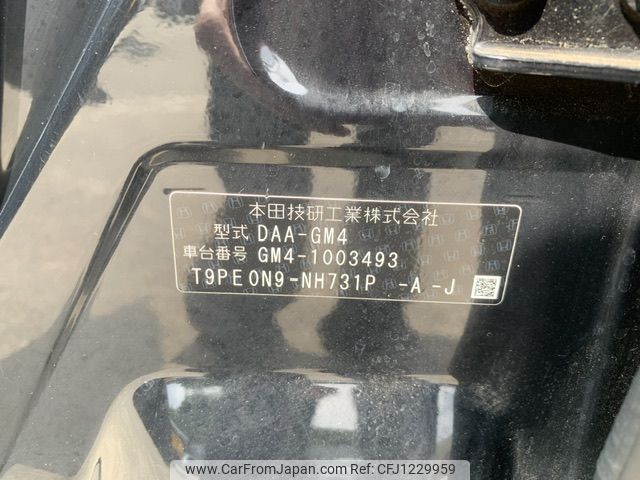 本田技研工業株式会社
型式 DAA-GM4
車台番号 GM4-1003493
T9PE0N9-NH731P -A -J
www.CarFromJapan.com CFJ1229959